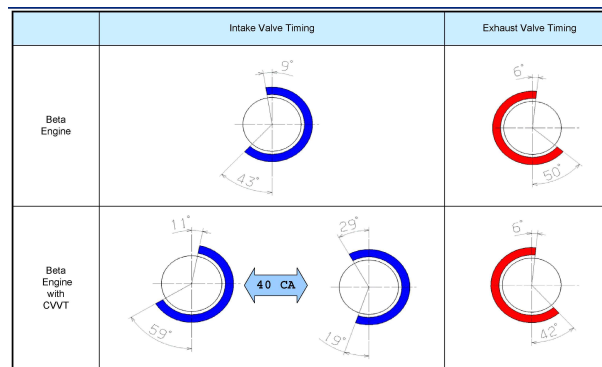 Intake Valve Timing
Exhaust Valve Timing
Beta
Engine
9°
43°
6°
50°
Beta
Engine
with
CVVT
11°
59°
40 CA
29°
19°
6°
42°